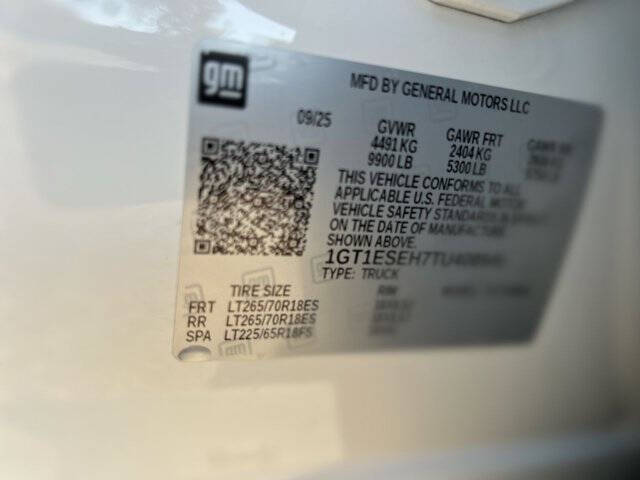 gm
MFD BY GENERAL MOTORS LLC
09/25 GVWR GAWR FRT
4491 KG 2404 KG
9900 LB 5300 LB
THIS VEHICLE CONFORMS TO ALL
APPLICABLE U.S. FEDERAL MOTOR
VEHICLE SAFETY STANDARDS IN
ON THE DATE OF MANUFACTURE
SHOWN ABOVE.
TYPE: TRUCK
TIRE SIZE RIM
FRT LT265/70R18ES
RR LT265/70R18ES
SPA LT225/65R18FS